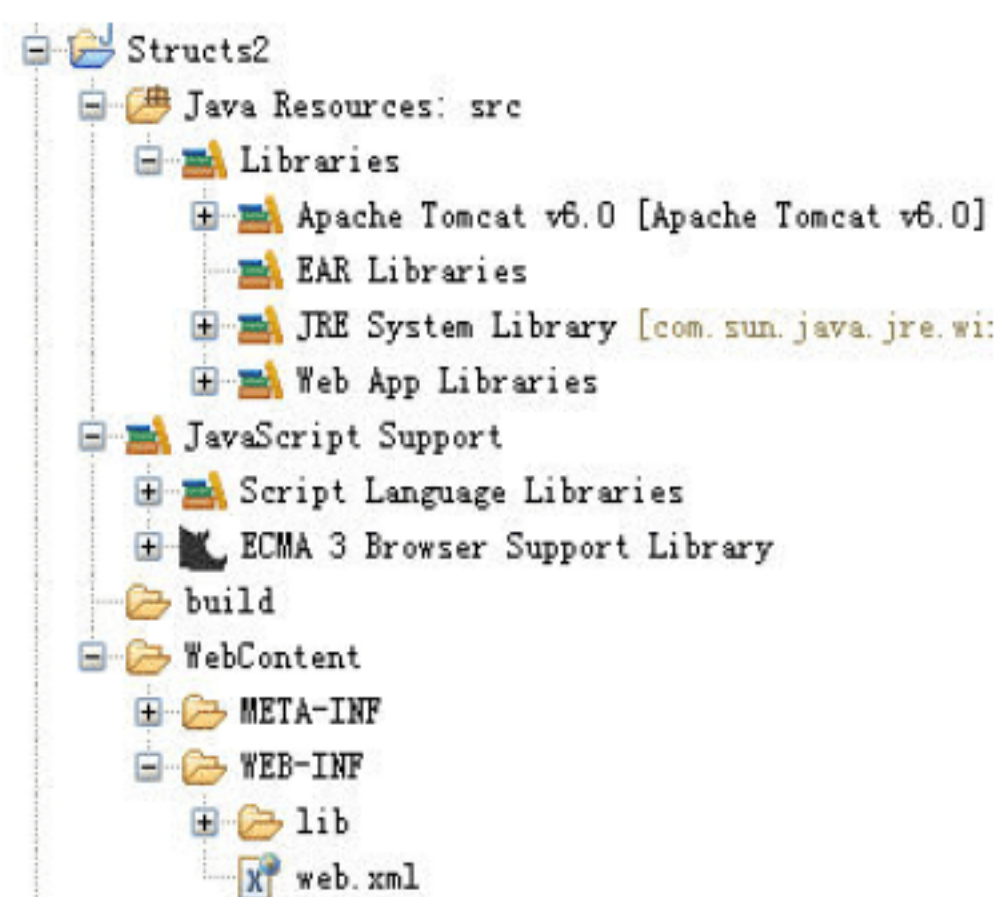 Structs2
Java Resources: src
Libraries
Apache Tomcat v6.0 [Apache Tomcat v6.0]
EAR Libraries
JRE System Library [com.sun.java.jre.wi
Web App Libraries
JavaScript Support
Script Language Libraries
ECMA 3 Browser Support Library
build
WebContent
META-INF
WEB-INF
lib
web.xml